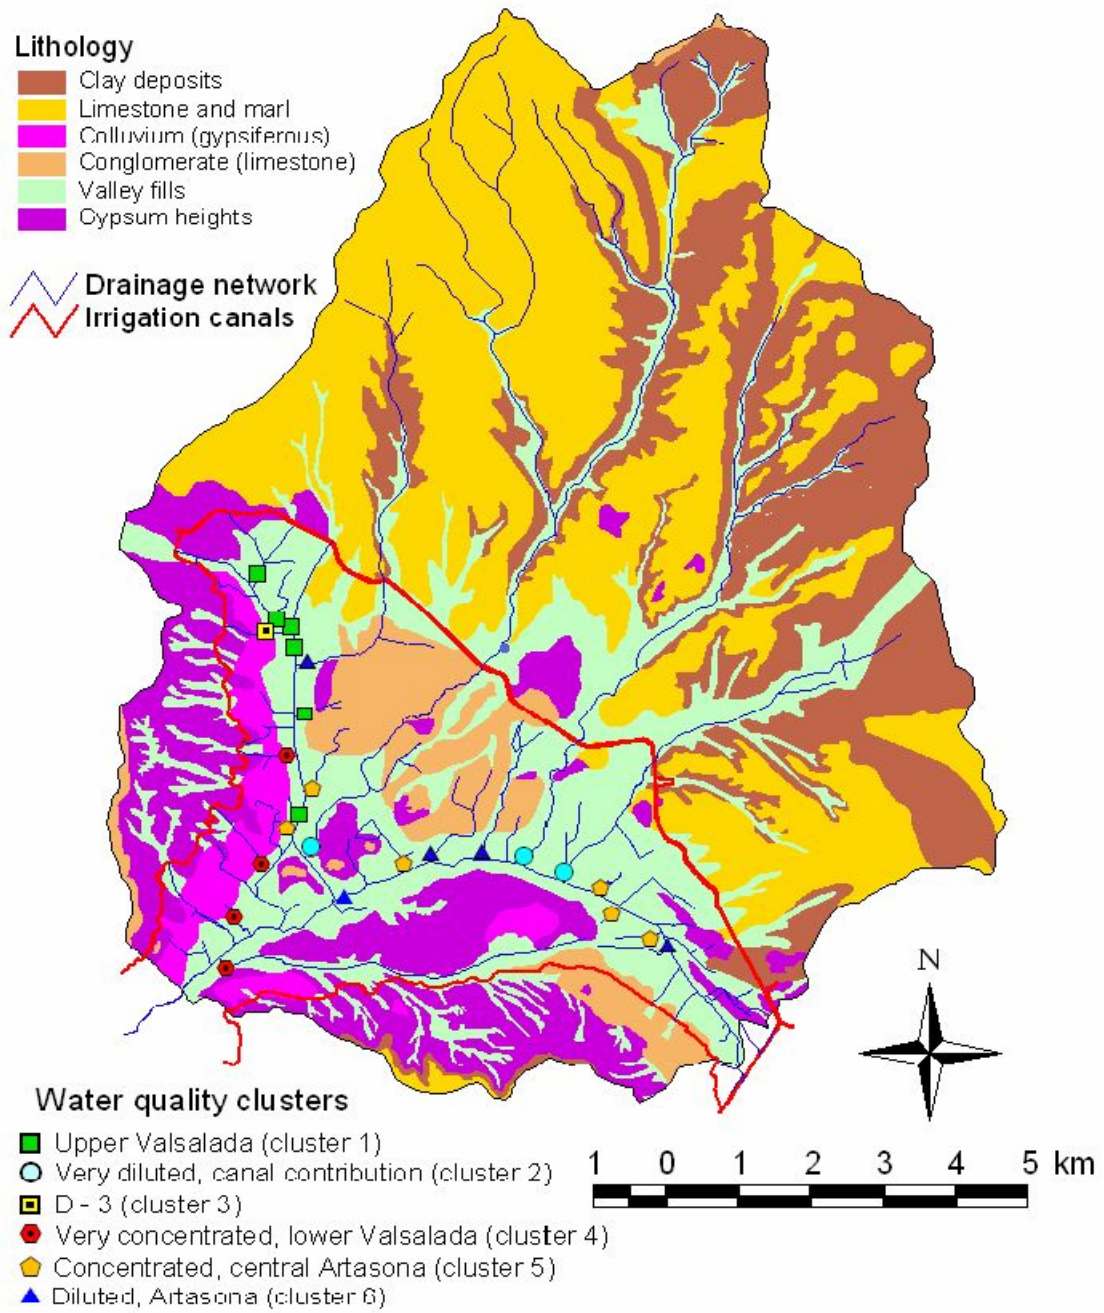 Lithology
Clay deposits
Limestone and marl
Colluvium (gypsiferous)
Conglomerate (limestone)
Valley fills
Gypsum heights
Drainage network
Irrigation canals
N
Water quality clusters
Upper Valsalada (cluster 1)
Very diluted, canal contribution (cluster 2)
D - 3 (cluster 3)
Very concentrated, lower Valsalada (cluster 4)
Concentrated, central Artasona (cluster 5)
Diluted, Artasona (cluster 6)
1 0 1 2 3 4 5 km